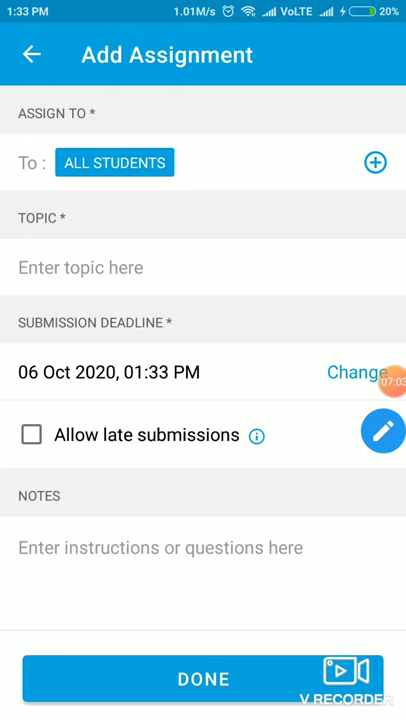 1:33 PM 1.01M/s VoLTE 20%
Add Assignment
ASSIGN TO *
To : ALL STUDENTS
TOPIC *
Enter topic here
SUBMISSION DEADLINE *
06 Oct 2020, 01:33 PM Change
07:03
Allow late submissions
NOTES
Enter instructions or questions here
DONE
V RECORDER